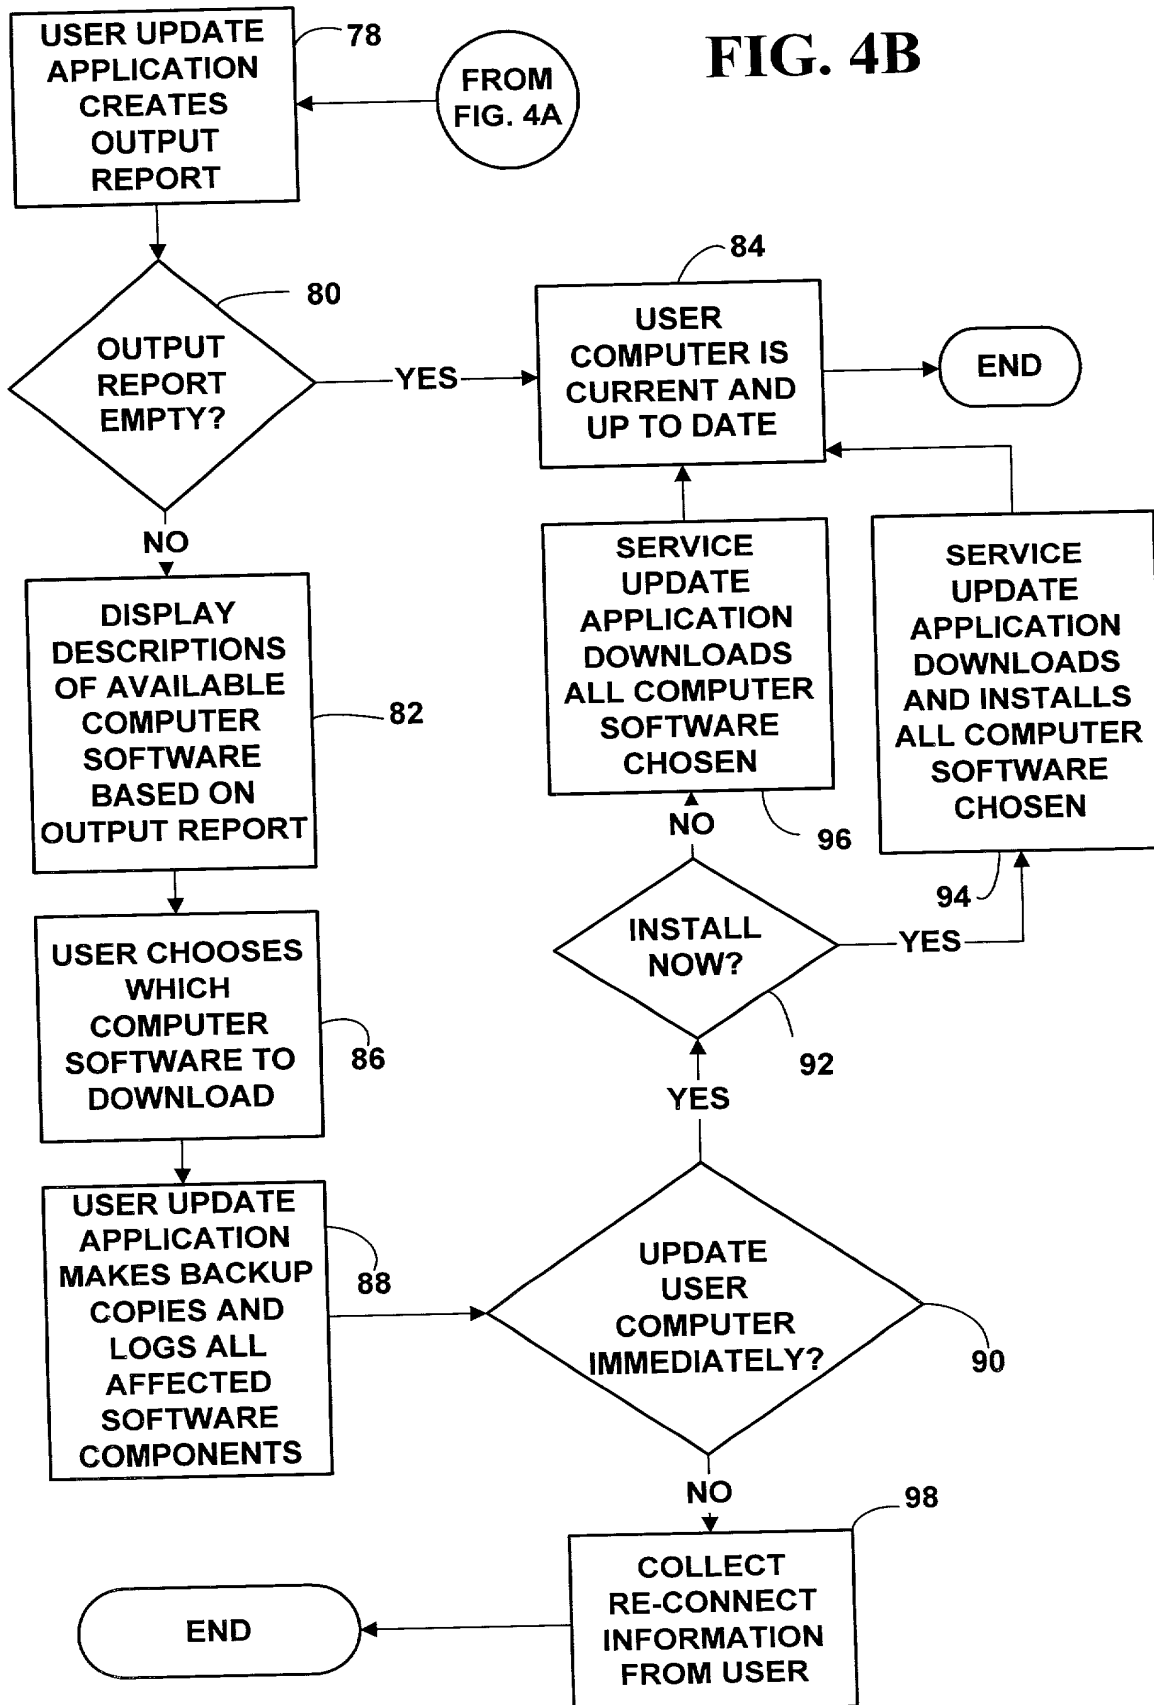 FIG. 4B
USER UPDATE
APPLICATION
CREATES
OUTPUT
REPORT
78
FROM
FIG. 4A
OUTPUT
REPORT
EMPTY?
80
YES
84
USER
COMPUTER IS
CURRENT AND
UP TO DATE
END
NO
DISPLAY
DESCRIPTIONS
OF AVAILABLE
COMPUTER
SOFTWARE
BASED ON
OUTPUT REPORT
82
USER CHOOSES
WHICH
COMPUTER
SOFTWARE TO
DOWNLOAD
86
USER UPDATE
APPLICATION
MAKES BACKUP
COPIES AND
LOGS ALL
AFFECTED
SOFTWARE
COMPONENTS
88
UPDATE
USER
COMPUTER
IMMEDIATELY?
90
YES
INSTALL
NOW?
92
NO
SERVICE
UPDATE
APPLICATION
DOWNLOADS
ALL COMPUTER
SOFTWARE
CHOSEN
96
YES
SERVICE
UPDATE
APPLICATION
DOWNLOADS
AND INSTALLS
ALL COMPUTER
SOFTWARE
CHOSEN
94
NO
98
COLLECT
RE-CONNECT
INFORMATION
FROM USER
END